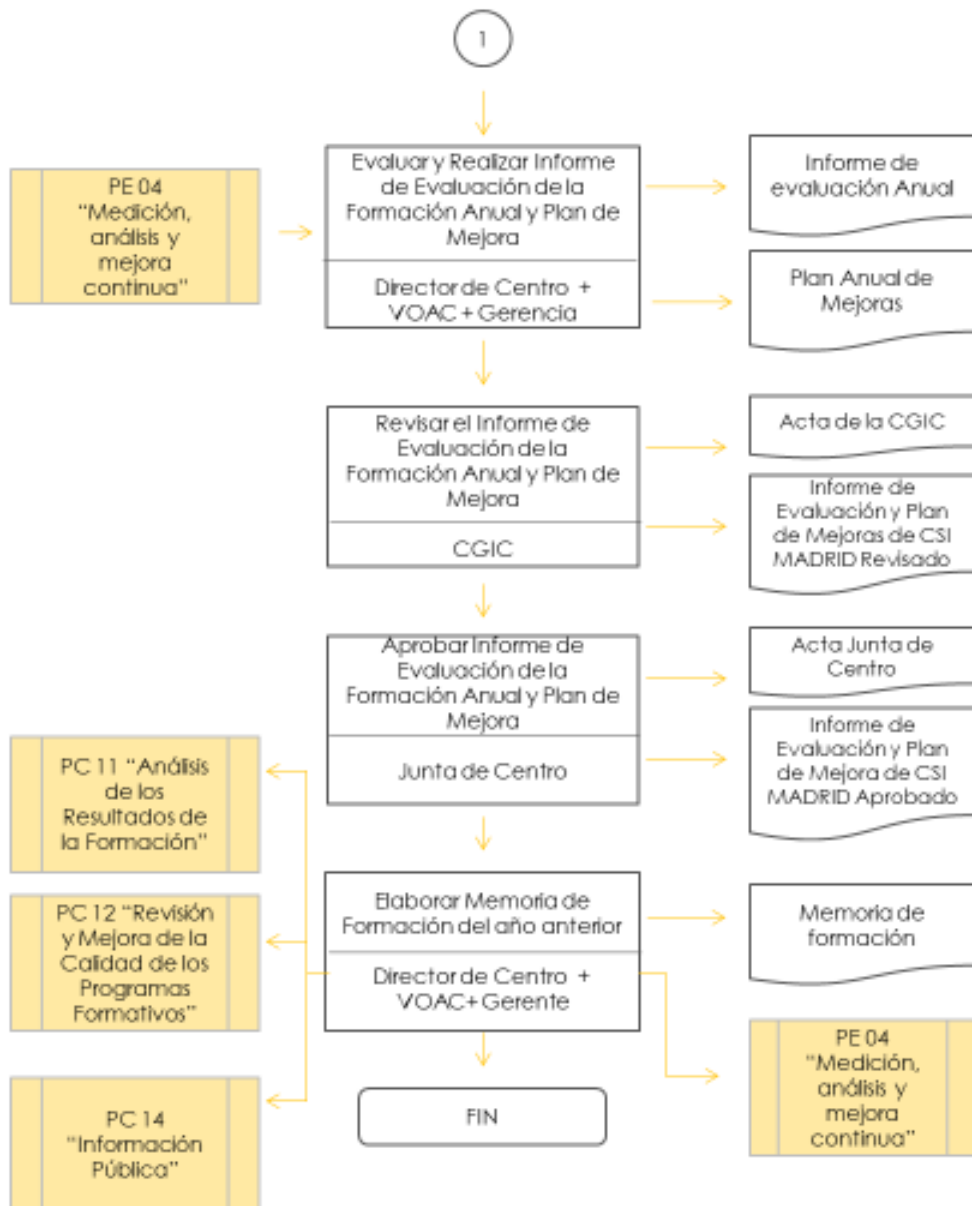 1
PE 04
"Medición,
análisis y
mejora
continua"
Evaluar y Realizar Informe
de Evaluación de la
Formación Anual y Plan de
Mejora
Director de Centro +
VOAC+ Gerencia
Informe de
evaluación Anual
Plan Anual de
Mejoras
Revisar el Informe de
Evaluación de la
Formación Anual y Plan de
Mejora
CGIC
Acta de la CGIC
Informe de
Evaluación y Plan
de Mejoras de CSI
MADRID Revisado
Aprobar Informe de
Evaluación de la
Formación Anual y Plan de
Mejora
Junta de Centro
Acta Junta de
Centro
Informe de
Evaluación y Plan
de Mejora de CSI
MADRID Aprobado
PC 11 "Análisis
de los
Resultados de
la Formación"
PC 12 "Revisión
y Mejora de la
Calidad de los
Programas
Formativos"
PC 14
"Información
Pública"
Elaborar Memoria de
Formación del año anterior
Director de Centro +
VOAC+ Gerente
Memoria de
formación
PE 04
"Medición,
análisis y
mejora
continua"
FIN